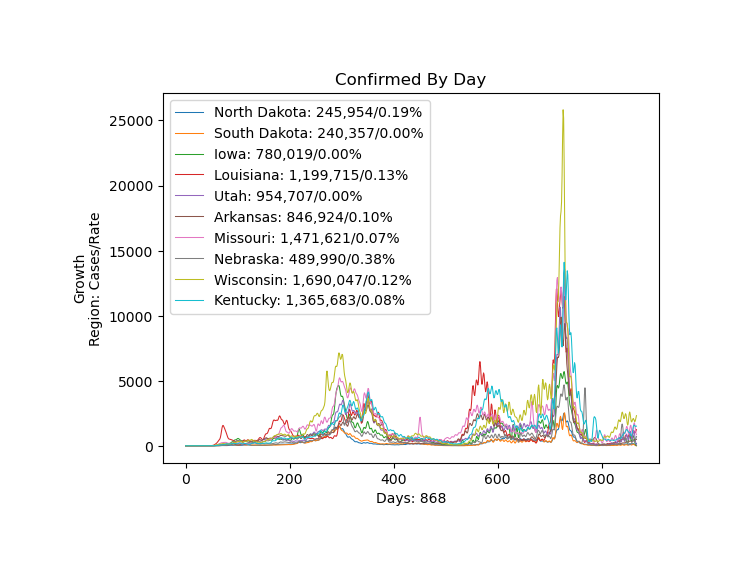 Confirmed By Day
North Dakota: 245,954/0.19%
South Dakota: 240,357/0.00%
Iowa: 780,019/0.00%
Louisiana: 1,199,715/0.13%
Utah: 954,707/0.00%
Arkansas: 846,924/0.10%
Missouri: 1,471,621/0.07%
Nebraska: 489,990/0.38%
Wisconsin: 1,690,047/0.12%
Kentucky: 1,365,683/0.08%
Growth
Region: Cases/Rate
25000
20000
15000
10000
5000
0
0 200 400 600 800
Days: 868